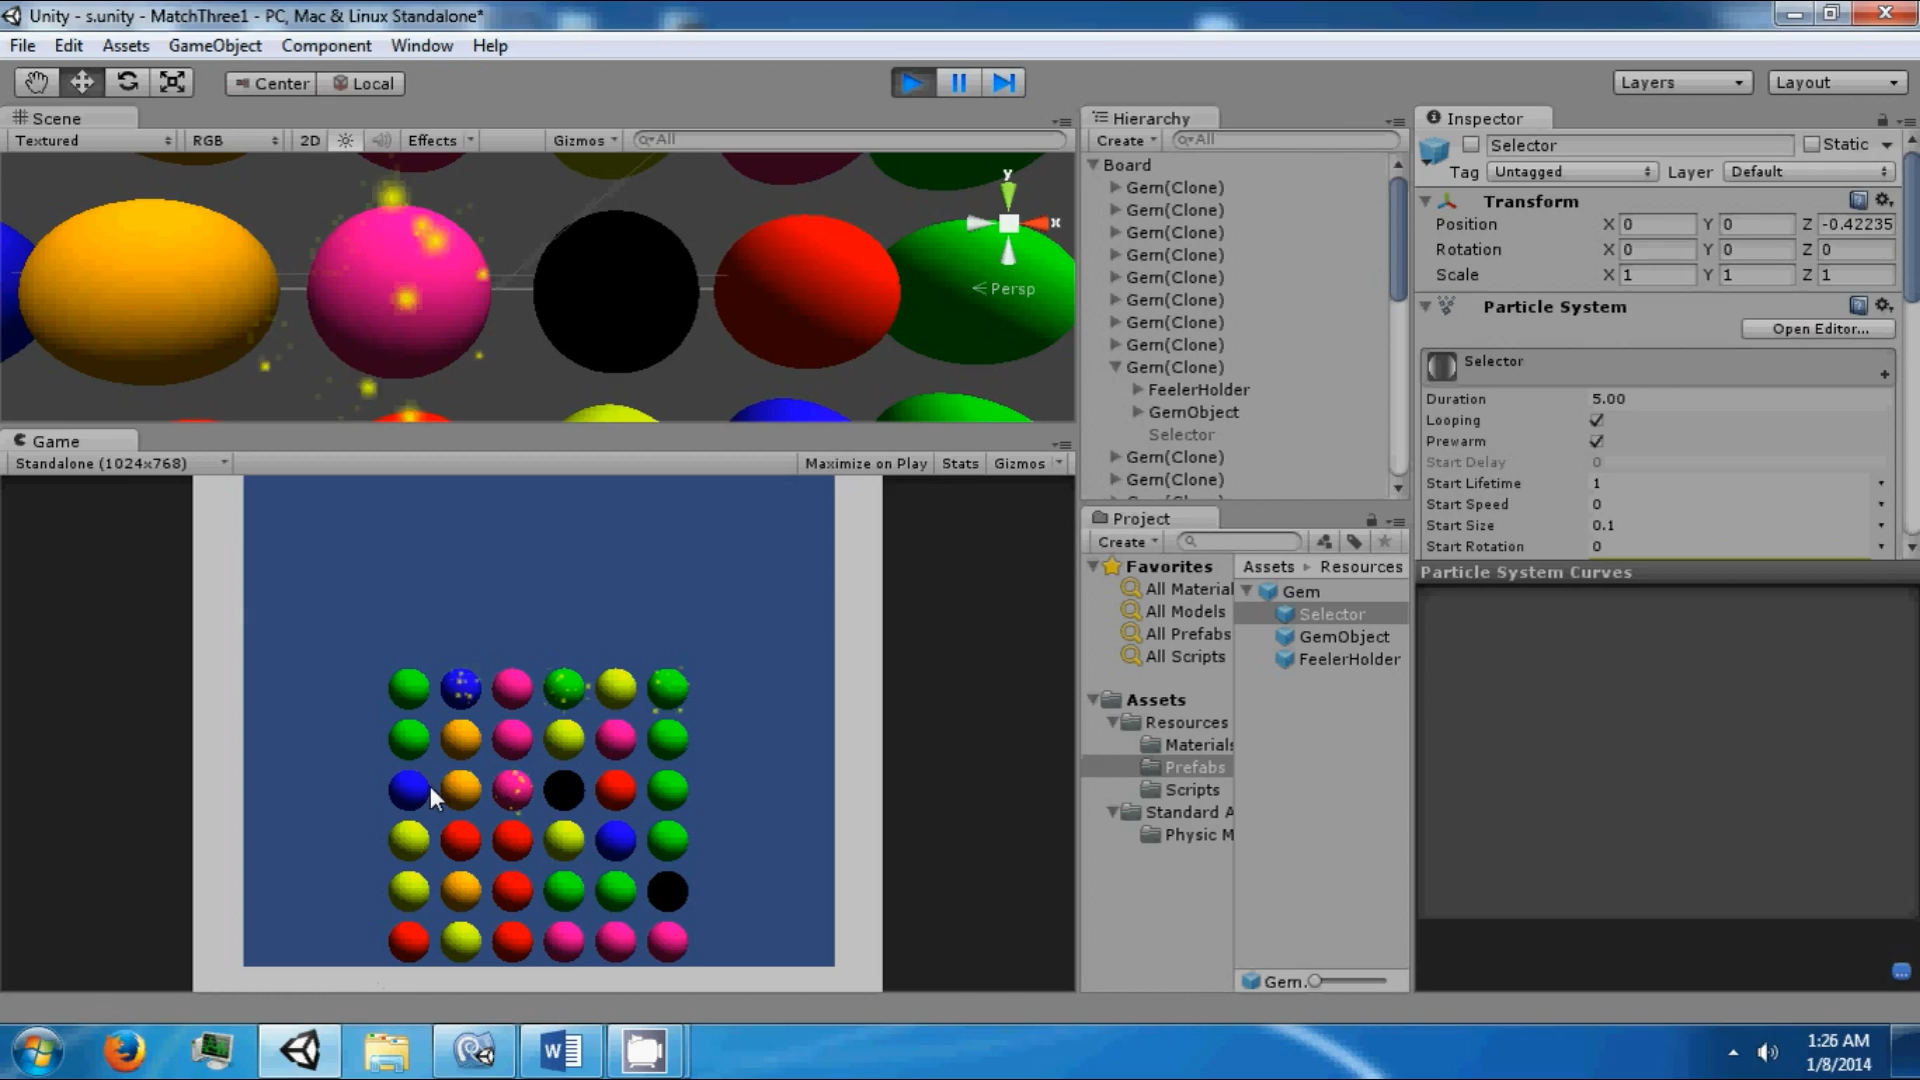 Unity - s.unity - MatchThree1 - PC, Mac & Linux Standalone*
File Edit Assets GameObject Component Window Help
Center Local
Layers Layout
Scene
Textured RGB 2D Effects Gizmos All
y
x
Persp
Game
Standalone (1024x768) Maximize on Play Stats Gizmos
Hierarchy
Create All
Board
Gem(Clone)
Gem(Clone)
Gem(Clone)
Gem(Clone)
Gem(Clone)
Gem(Clone)
Gem(Clone)
Gem(Clone)
Gem(Clone)
FeelerHolder
GemObject
Selector
Gem(Clone)
Gem(Clone)
Project
Create
Favorites
All Material
All Models
All Prefabs
All Scripts
Assets
Resources
Materials
Prefabs
Scripts
Standard A
Physic M
Assets Resources
Gem
Selector
GemObject
FeelerHolder
Gem.
Inspector
Selector Static
Tag Untagged Layer Default
Transform
Position X 0 Y 0 Z -0.42235
Rotation X 0 Y 0 Z 0
Scale X 1 Y 1 Z 1
Particle System
Open Editor...
Selector
Duration 5.00
Looping
Prewarm
Start Delay 0
Start Lifetime 1
Start Speed 0
Start Size 0.1
Start Rotation 0
Particle System Curves
1:26 AM
1/8/2014